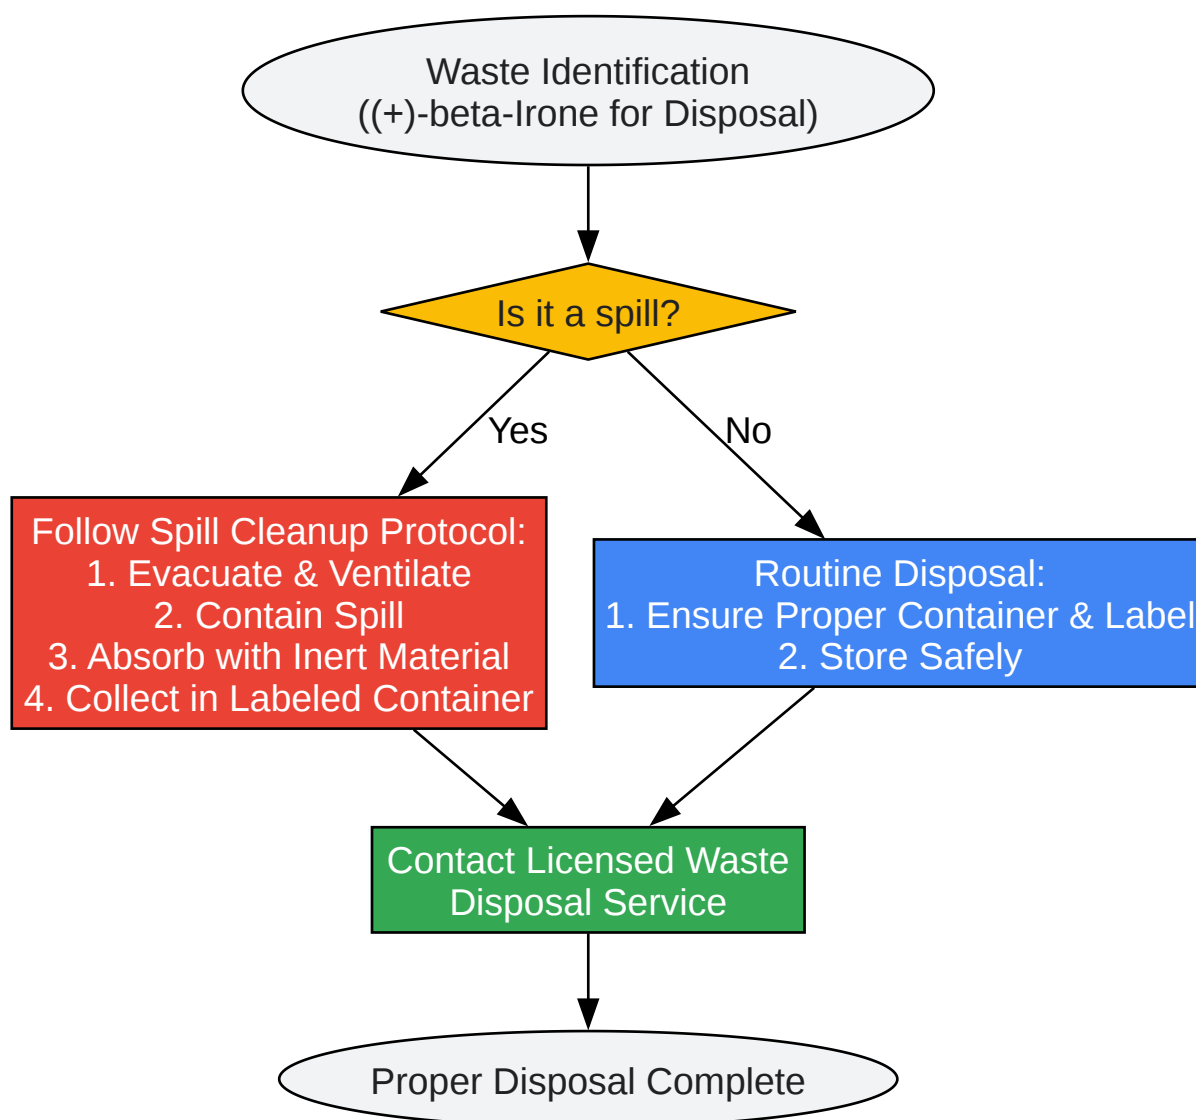 Waste Identification
((+)-beta-Irone for Disposal)
Is it a spill?
Yes
No
Follow Spill Cleanup Protocol:
1. Evacuate & Ventilate
2. Contain Spill
3. Absorb with Inert Material
4. Collect in Labeled Container
Routine Disposal:
1. Ensure Proper Container & Label
2. Store Safely
Contact Licensed Waste
Disposal Service
Proper Disposal Complete